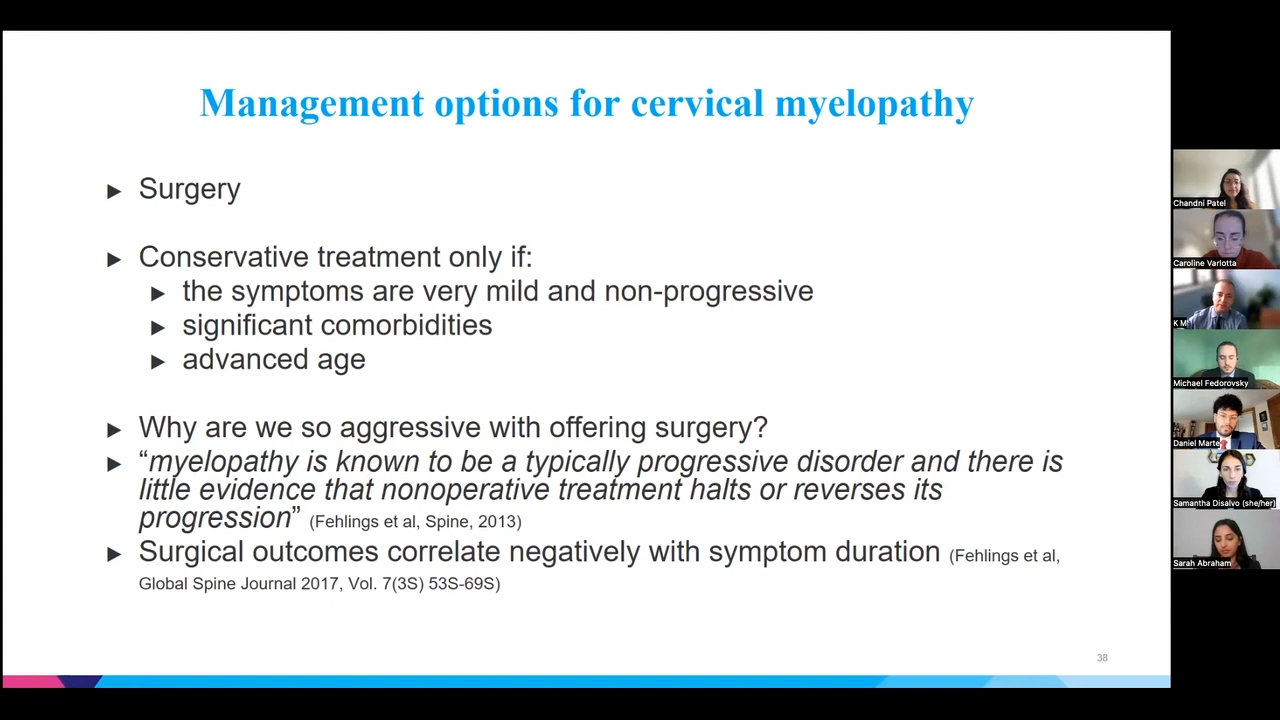 Management options for cervical myelopathy
► Surgery
► Conservative treatment only if:
► the symptoms are very mild and non-progressive
► significant comorbidities
► advanced age
► Why are we so aggressive with offering surgery?
► “myelopathy is known to be a typically progressive disorder and there is
little evidence that nonoperative treatment halts or reverses its
progression” (Fehlings et al, Spine, 2013)
► Surgical outcomes correlate negatively with symptom duration (Fehlings et al,
Global Spine Journal 2017, Vol. 7(3S) 53S-69S)
38
Chandni Patel
Caroline Varlotta
K M
Michael Fedorovsky
Daniel Marte
Samantha Disalvo (she/her)
Sarah Abraham